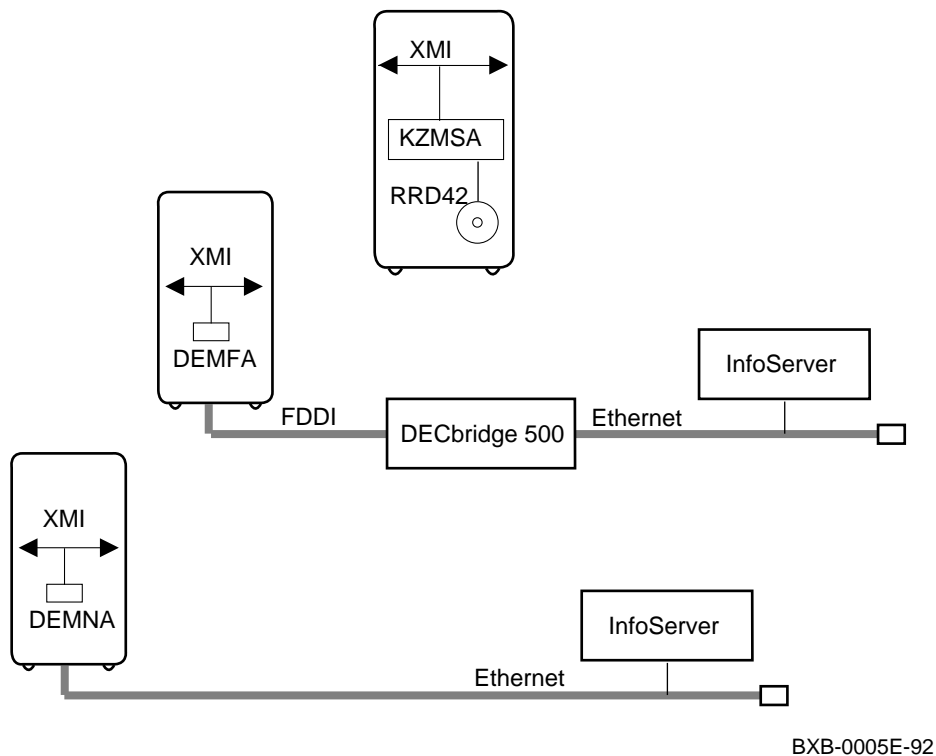 XMI
KZMSA
RRD42
XMI
DEMFA
InfoServer
FDDI
DECbridge 500
Ethernet
XMI
DEMNA
InfoServer
Ethernet
BXB-0005E-92